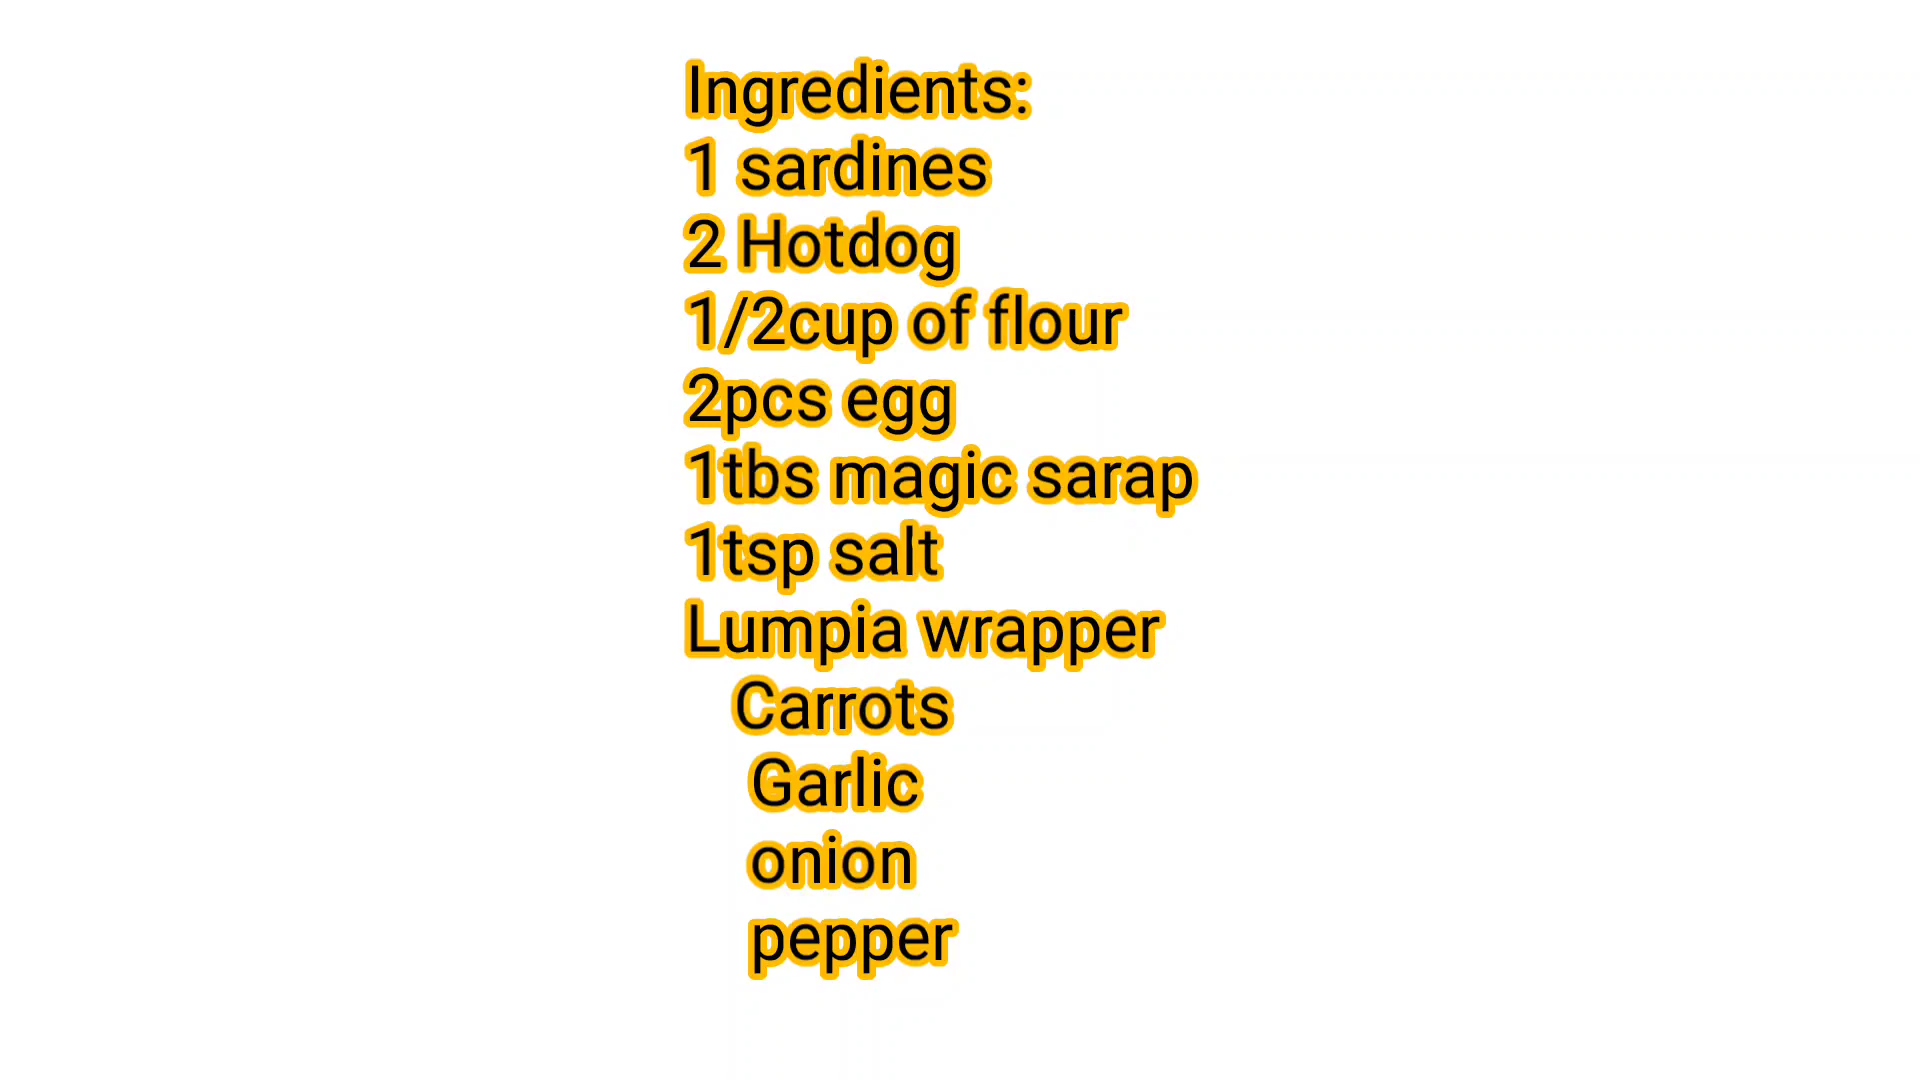 Ingredients:
1 sardines
2 Hotdog
1/2cup of flour
2pcs egg
1tbs magic sarap
1tsp salt
Lumpia wrapper
Carrots
Garlic
onion
pepper